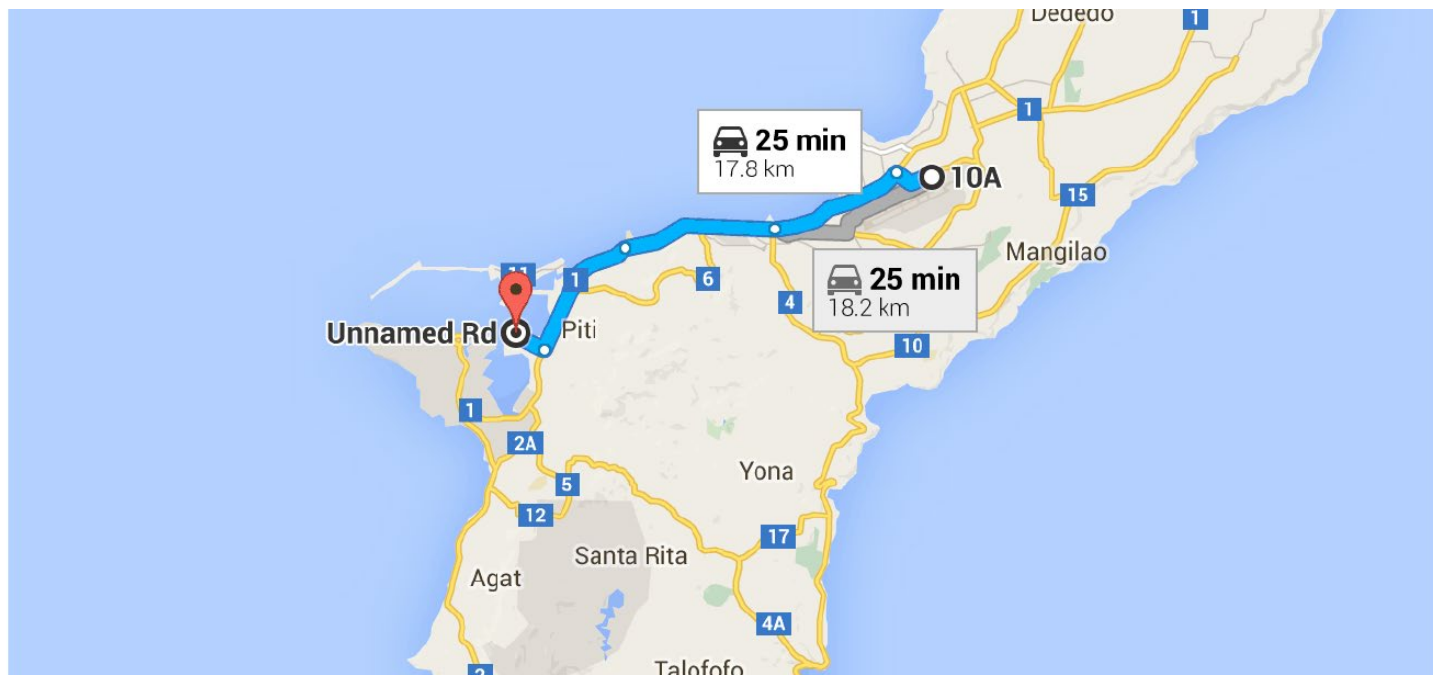 Dededo
1
1
25 min
17.8 km
10A
15
Mangilao
11
1
6
25 min
18.2 km
4
Unnamed Rd
Piti
10
1
2A
Yona
5
12
17
Santa Rita
Agat
4A
Talofofo
2